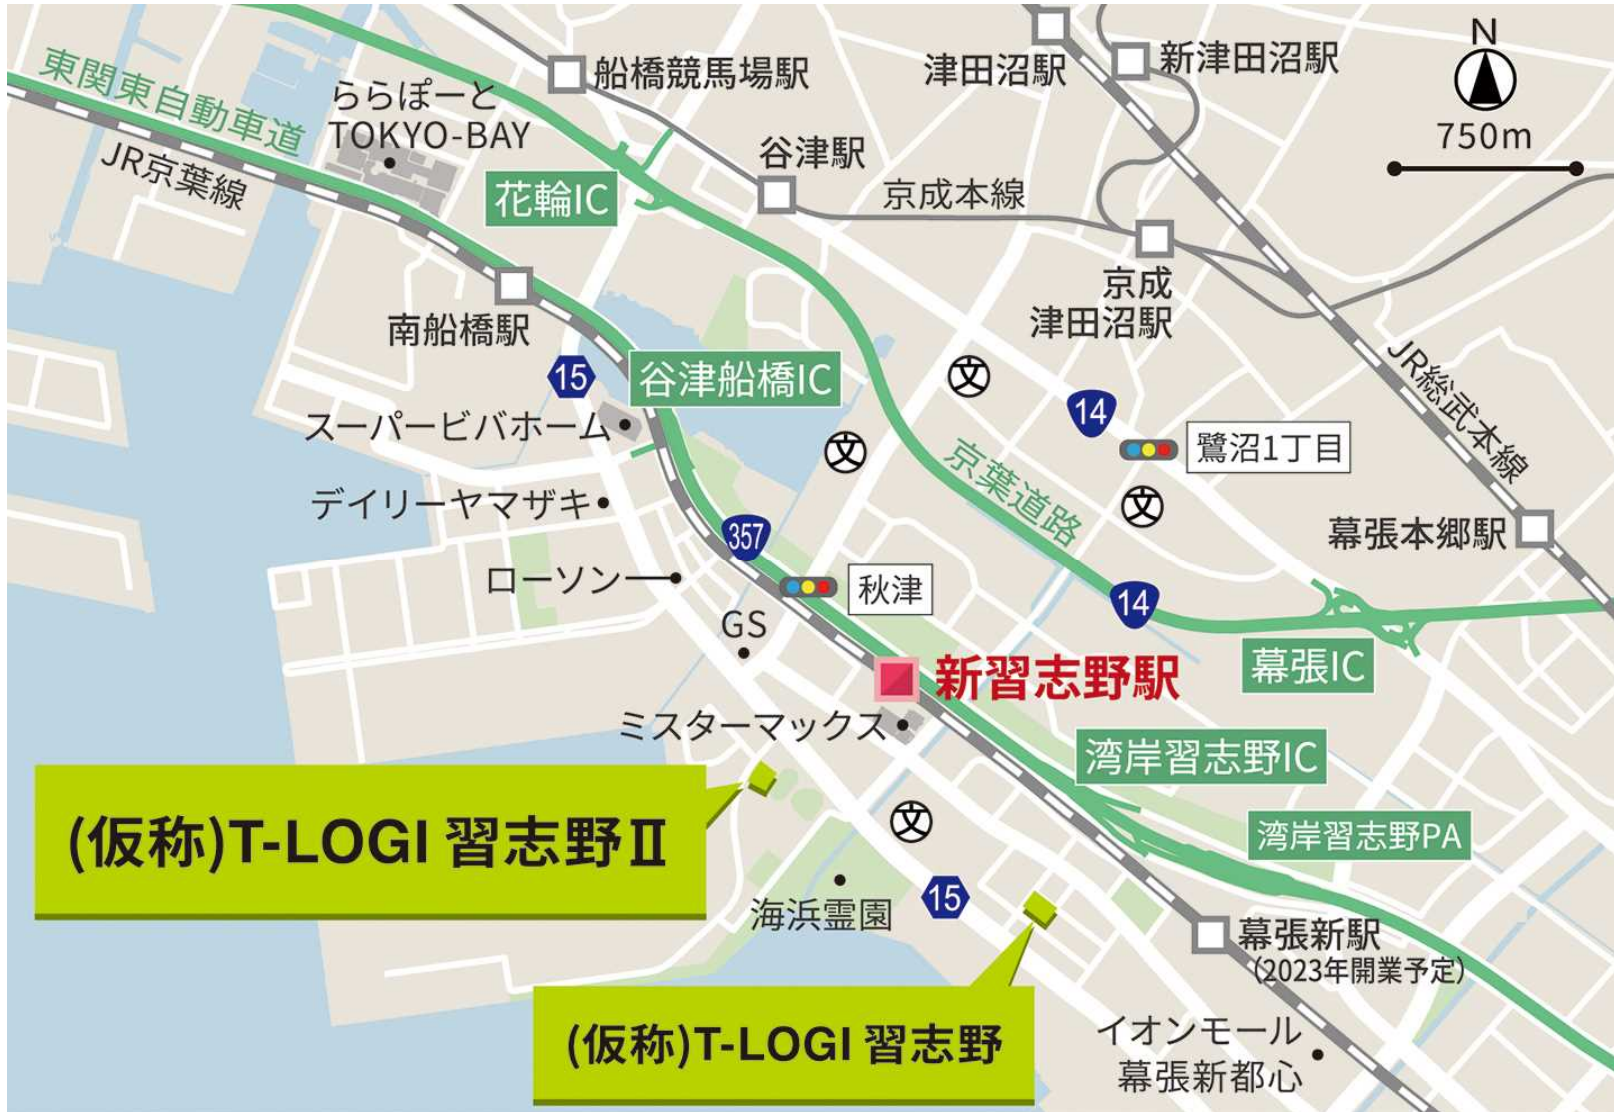 船橋競馬場駅
津田沼駅
新津田沼駅
N
750m
東関東自動車道
JR京葉線
ららぽーと
TOKYO-BAY
花輪IC
谷津駅
京成本線
京成
津田沼駅
南船橋駅
15
谷津船橋IC
14
鷺沼1丁目
JR総武本線
スーパービバホーム
文
文
文
京葉道路
デイリーヤマザキ
357
幕張本郷駅
ローソン
秋津
14
GS
新習志野駅
幕張IC
ミスターマックス
湾岸習志野IC
(仮称)T-LOGI 習志野Ⅱ
文
湾岸習志野PA
海浜霊園
15
幕張新駅
(2023年開業予定)
(仮称)T-LOGI 習志野
イオンモール
幕張新都心